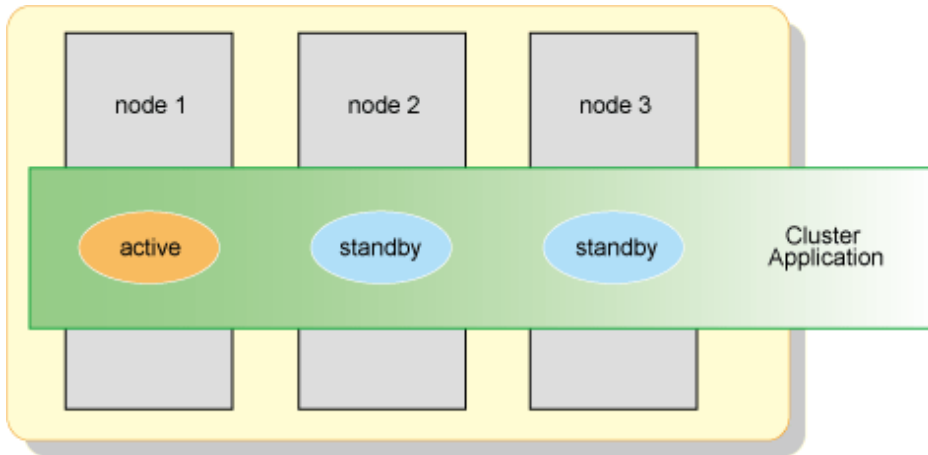 node 1
node 2
node 3
active
standby
standby
Cluster
Application